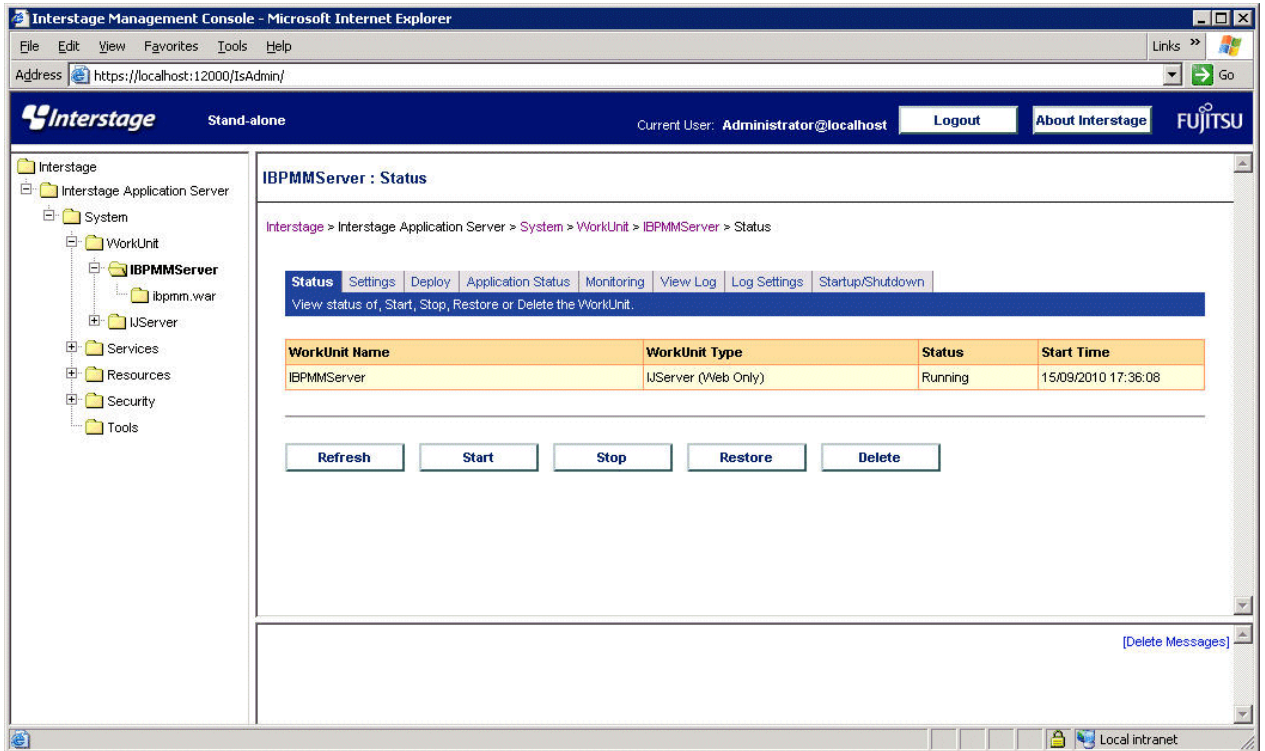 Interstage Management Console - Microsoft Internet Explorer
File Edit View Favorites Tools Help Links »
Address https://localhost:12000/IsAdmin/ Go
Interstage Stand-alone Current User: Administrator@localhost Logout About Interstage FUJITSU
Interstage
Interstage Application Server
System
WorkUnit
IBPMMServer
ibpmm.war
IJServer
Services
Resources
Security
Tools
IBPMMServer : Status
Interstage > Interstage Application Server > System > WorkUnit > IBPMMServer > Status
Status Settings Deploy Application Status Monitoring View Log Log Settings Startup/Shutdown
View status of, Start, Stop, Restore or Delete the WorkUnit.
WorkUnit Name WorkUnit Type Status Start Time
IBPMMServer IJServer (Web Only) Running 15/09/2010 17:36:08
Refresh Start Stop Restore Delete
[Delete Messages]
Local intranet